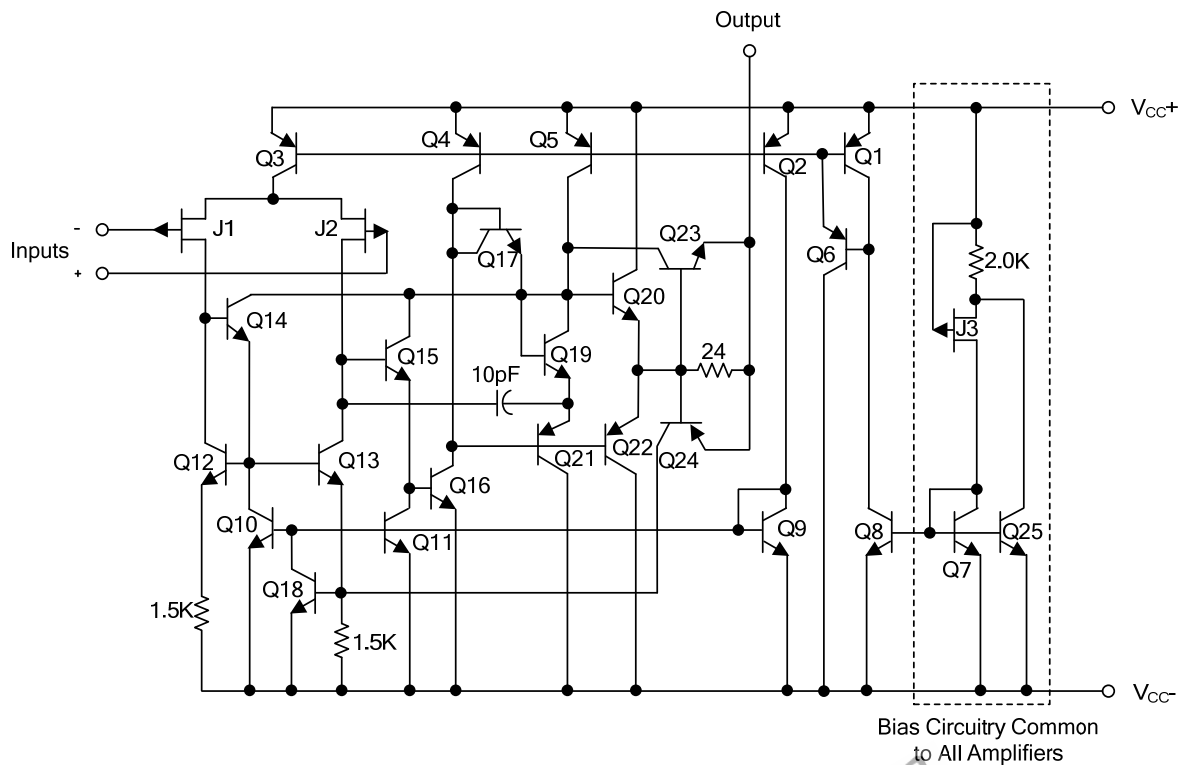 Output
V_CC+
Q3
Q4
Q5
Q2
Q1
-
Inputs
+
J1
J2
Q17
Q23
Q6
2.0K
Q14
Q20
J3
Q15
Q19
24
10pF
Q12
Q13
Q16
Q21
Q22
Q24
Q10
Q11
Q9
Q8
Q7
Q25
Q18
1.5K
1.5K
V_CC-
Bias Circuitry Common
to All Amplifiers